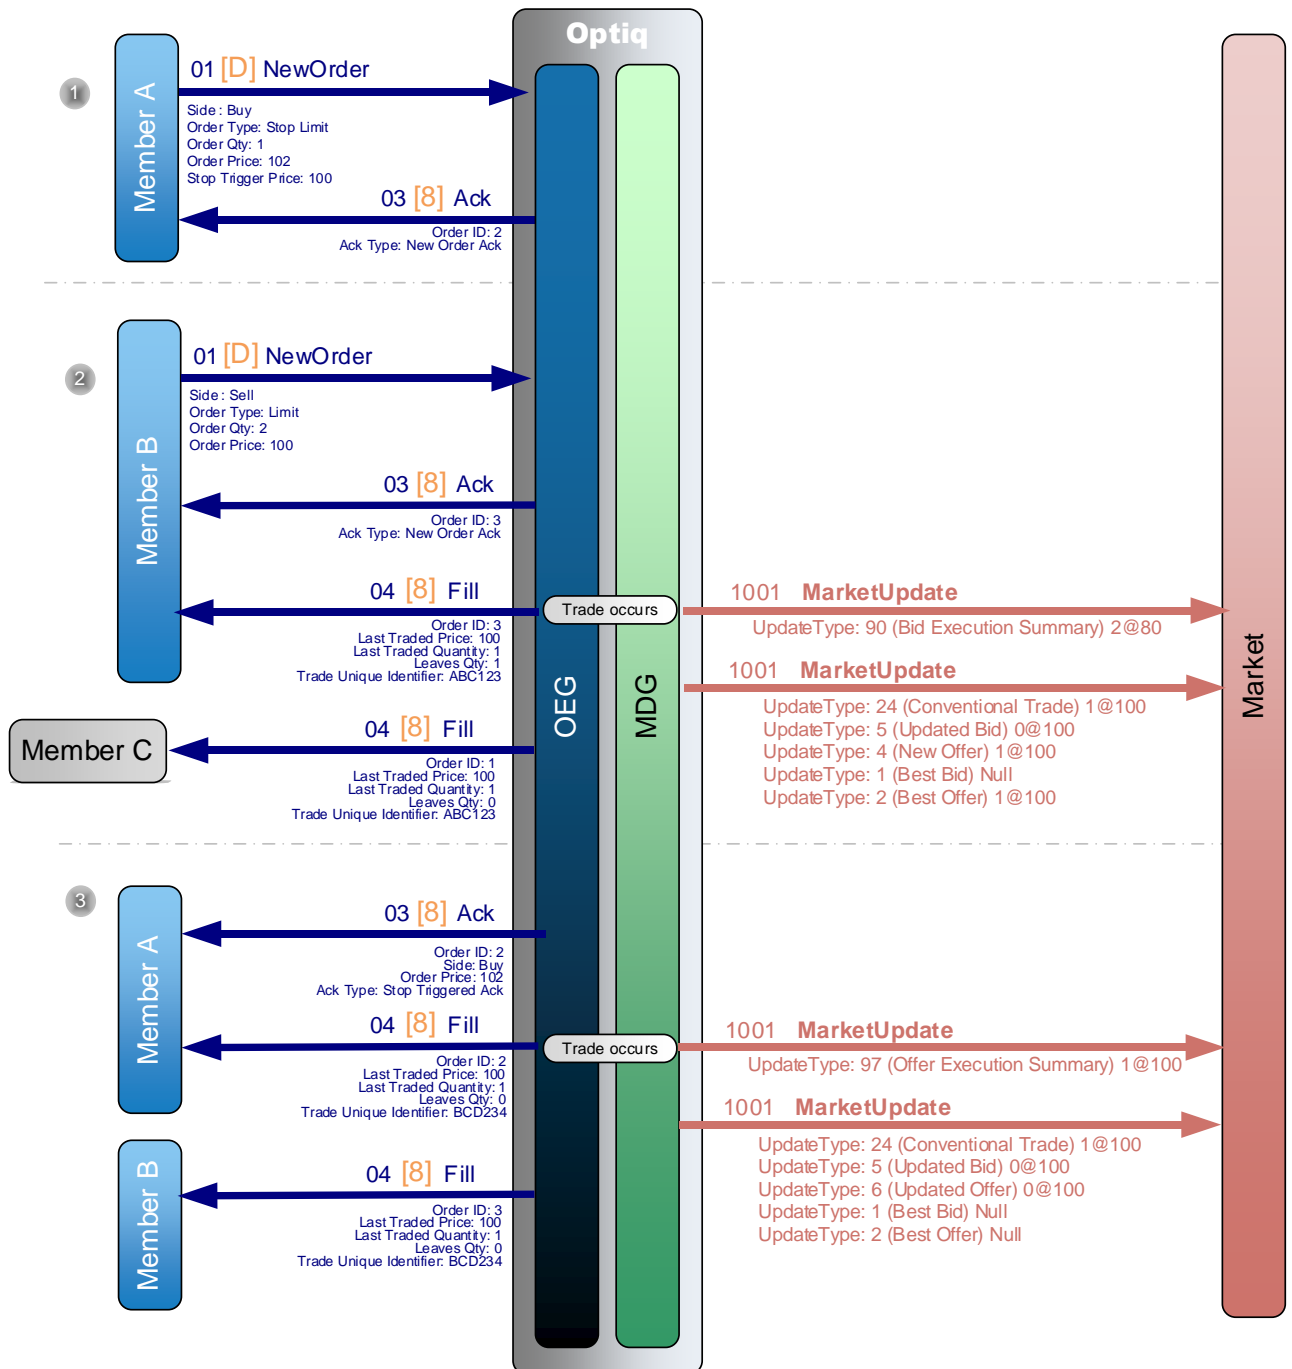 Optiq
1
Member A
01 [D] NewOrder
Side : Buy
Order Type: Stop Limit
Order Qty: 1
Order Price: 102
Stop Trigger Price: 100
03 [8] Ack
Order ID: 2
Ack Type: New Order Ack
2
Member B
01 [D] NewOrder
Side : Sell
Order Type: Limit
Order Qty: 2
Order Price: 100
03 [8] Ack
Order ID: 3
Ack Type: New Order Ack
04 [8] Fill
Order ID: 3
Last Traded Price: 100
Last Traded Quantity: 1
Leaves Qty: 1
Trade Unique Identifier: ABC123
Trade occurs
1001 MarketUpdate
UpdateType: 90 (Bid Execution Summary) 2@80
1001 MarketUpdate
UpdateType: 24 (Conventional Trade) 1@100
UpdateType: 5 (Updated Bid) 0@100
UpdateType: 4 (New Offer) 1@100
UpdateType: 1 (Best Bid) Null
UpdateType: 2 (Best Offer) 1@100
OEG
MDG
Market
Member C
04 [8] Fill
Order ID: 1
Last Traded Price: 100
Last Traded Quantity: 1
Leaves Qty: 0
Trade Unique Identifier: ABC123
3
Member A
03 [8] Ack
Order ID: 2
Side: Buy
Order Price: 102
Ack Type: Stop Triggered Ack
04 [8] Fill
Order ID: 2
Last Traded Price: 100
Last Traded Quantity: 1
Leaves Qty: 0
Trade Unique Identifier: BCD234
Trade occurs
1001 MarketUpdate
UpdateType: 97 (Offer Execution Summary) 1@100
1001 MarketUpdate
UpdateType: 24 (Conventional Trade) 1@100
UpdateType: 5 (Updated Bid) 0@100
UpdateType: 6 (Updated Offer) 0@100
UpdateType: 1 (Best Bid) Null
UpdateType: 2 (Best Offer) Null
Member B
04 [8] Fill
Order ID: 3
Last Traded Price: 100
Last Traded Quantity: 1
Leaves Qty: 0
Trade Unique Identifier: BCD234